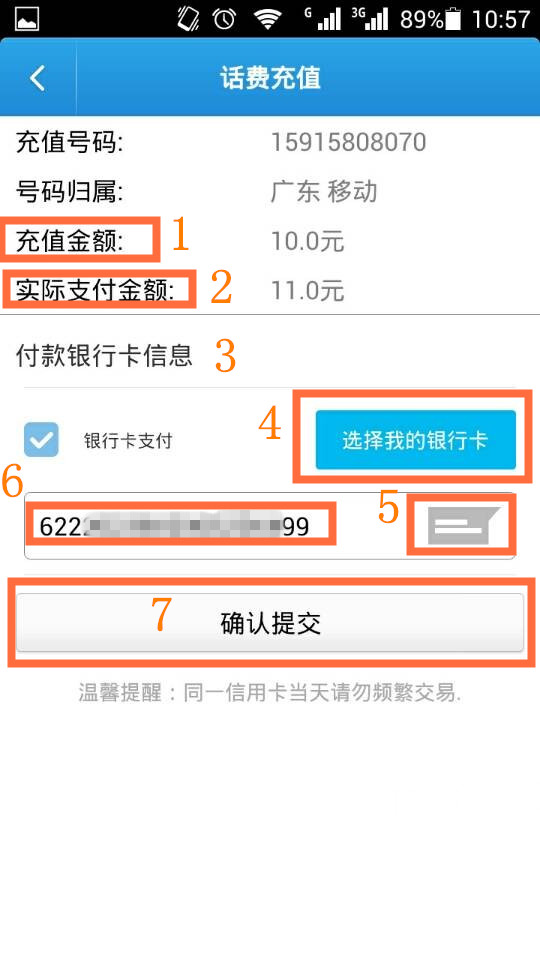 G 3G 89% 10:57
话费充值
充值号码: 15915808070
号码归属: 广东 移动
充值金额: 1 10.0元
实际支付金额: 2 11.0元
付款银行卡信息 3
银行卡支付 4 选择我的银行卡
6 5
622 99
7 确认提交
温馨提醒：同一信用卡当天请勿频繁交易.